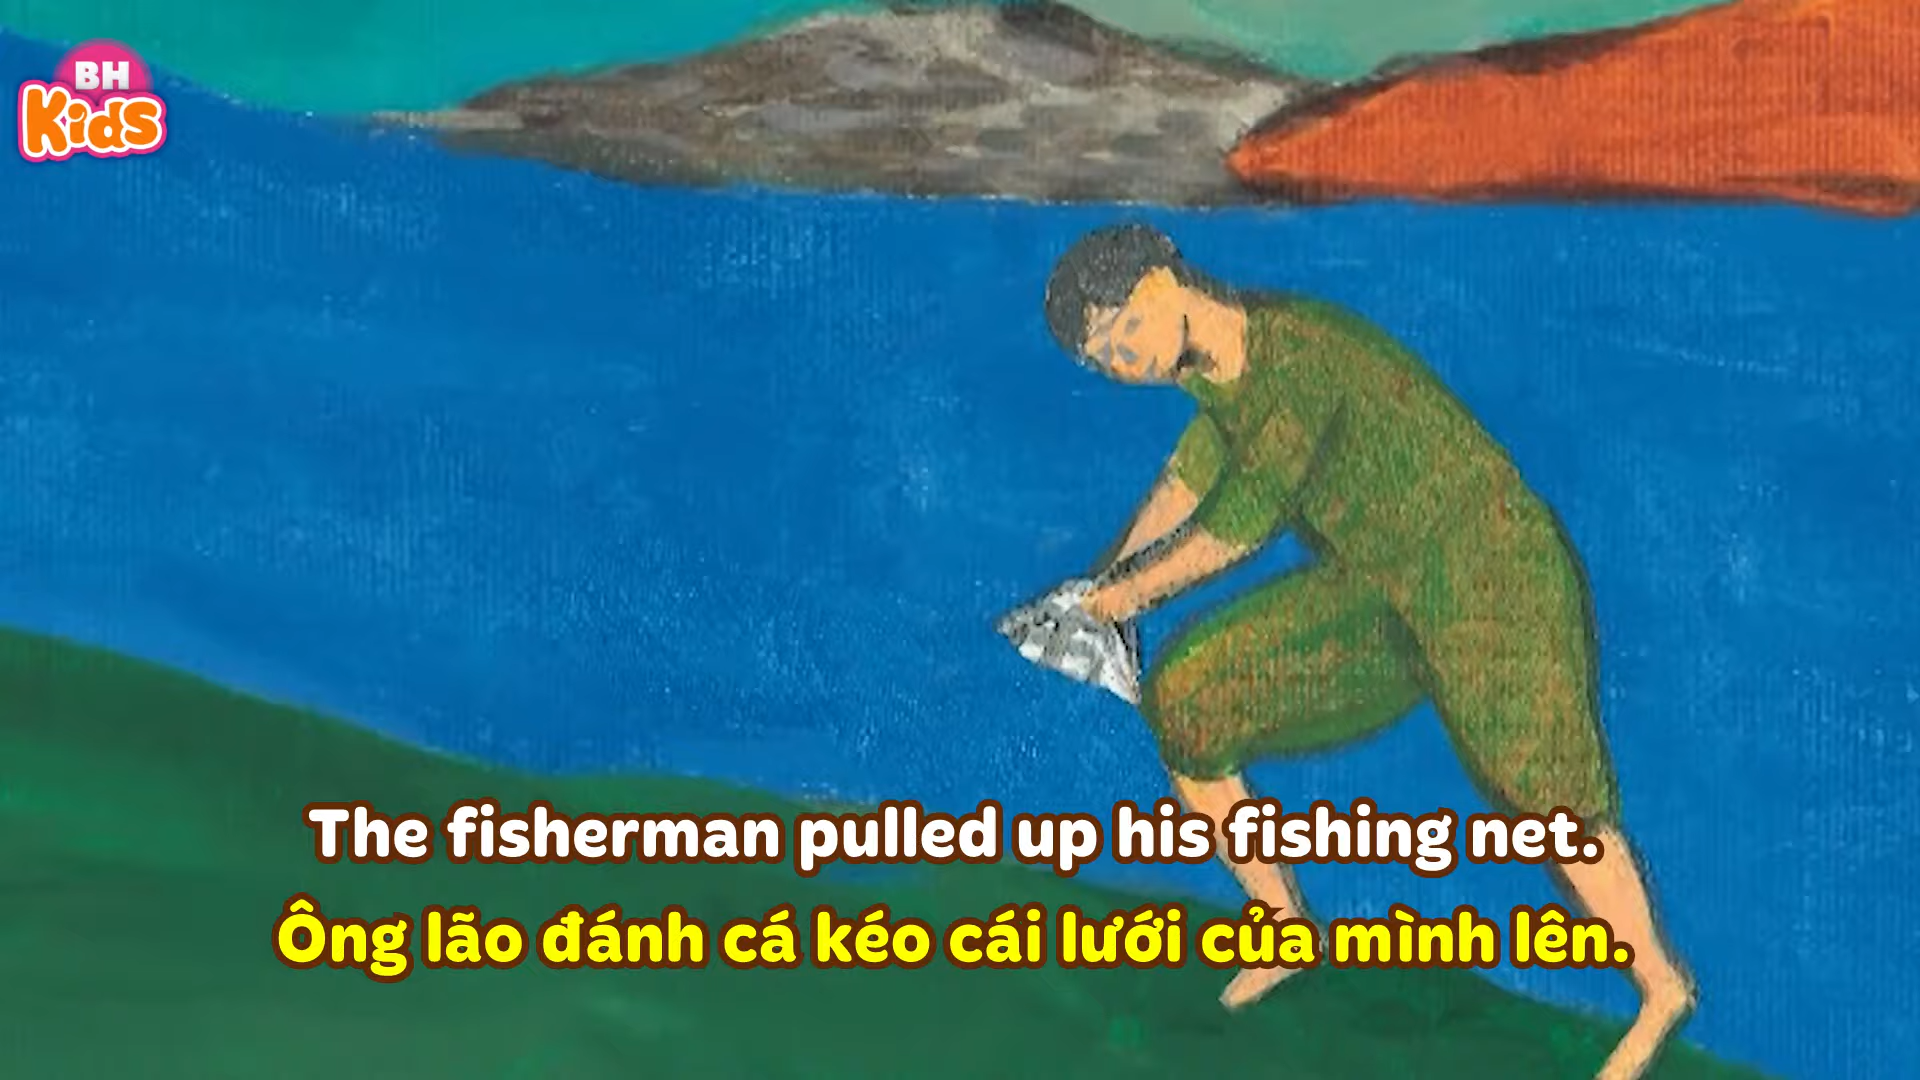 BH
Kids
The fisherman pulled up his fishing net.
Ông lão đánh cá kéo cái lưới của mình lên.